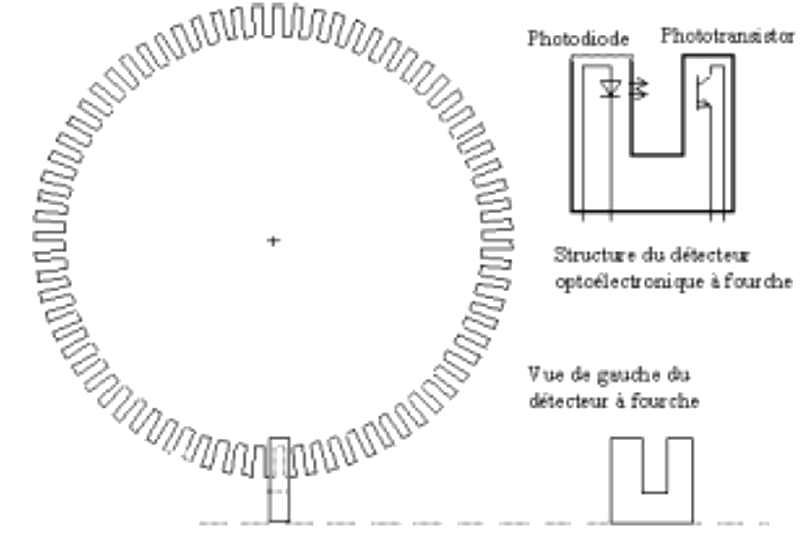 Photodiode
Phototransistor
Structure du détecteur
optoélectronique à fourche
Vue de gauche du
détecteur à fourche